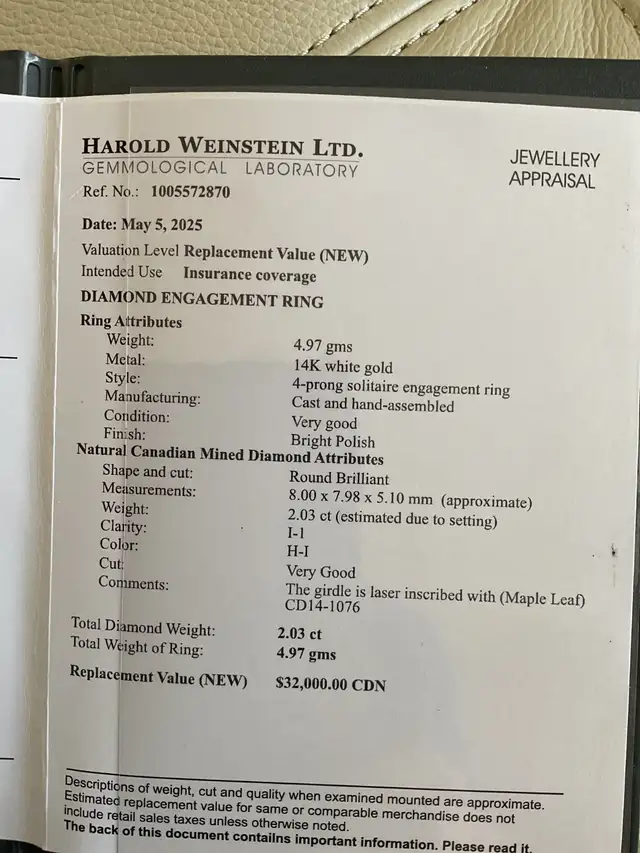 HAROLD WEINSTEIN LTD.
GEMMOLOGICAL LABORATORY
JEWELLERY
APPRAISAL
Ref. No.: 1005572870
Date: May 5, 2025
Valuation Level Replacement Value (NEW)
Intended Use Insurance coverage
DIAMOND ENGAGEMENT RING
Ring Attributes
Weight: 4.97 gms
Metal: 14K white gold
Style: 4-prong solitaire engagement ring
Manufacturing: Cast and hand-assembled
Condition: Very good
Finish: Bright Polish
Natural Canadian Mined Diamond Attributes
Shape and cut: Round Brilliant
Measurements: 8.00 x 7.98 x 5.10 mm (approximate)
Weight: 2.03 ct (estimated due to setting)
Clarity: I-1
Color: H-I
Cut: Very Good
Comments: The girdle is laser inscribed with (Maple Leaf)
CD14-1076
Total Diamond Weight: 2.03 ct
Total Weight of Ring: 4.97 gms
Replacement Value (NEW) $32,000.00 CDN
Descriptions of weight, cut and quality when examined mounted are approximate.
Estimated replacement value for same or comparable merchandise does not
include retail sales taxes unless otherwise noted.
The back of this document contailns important information. Please read it.